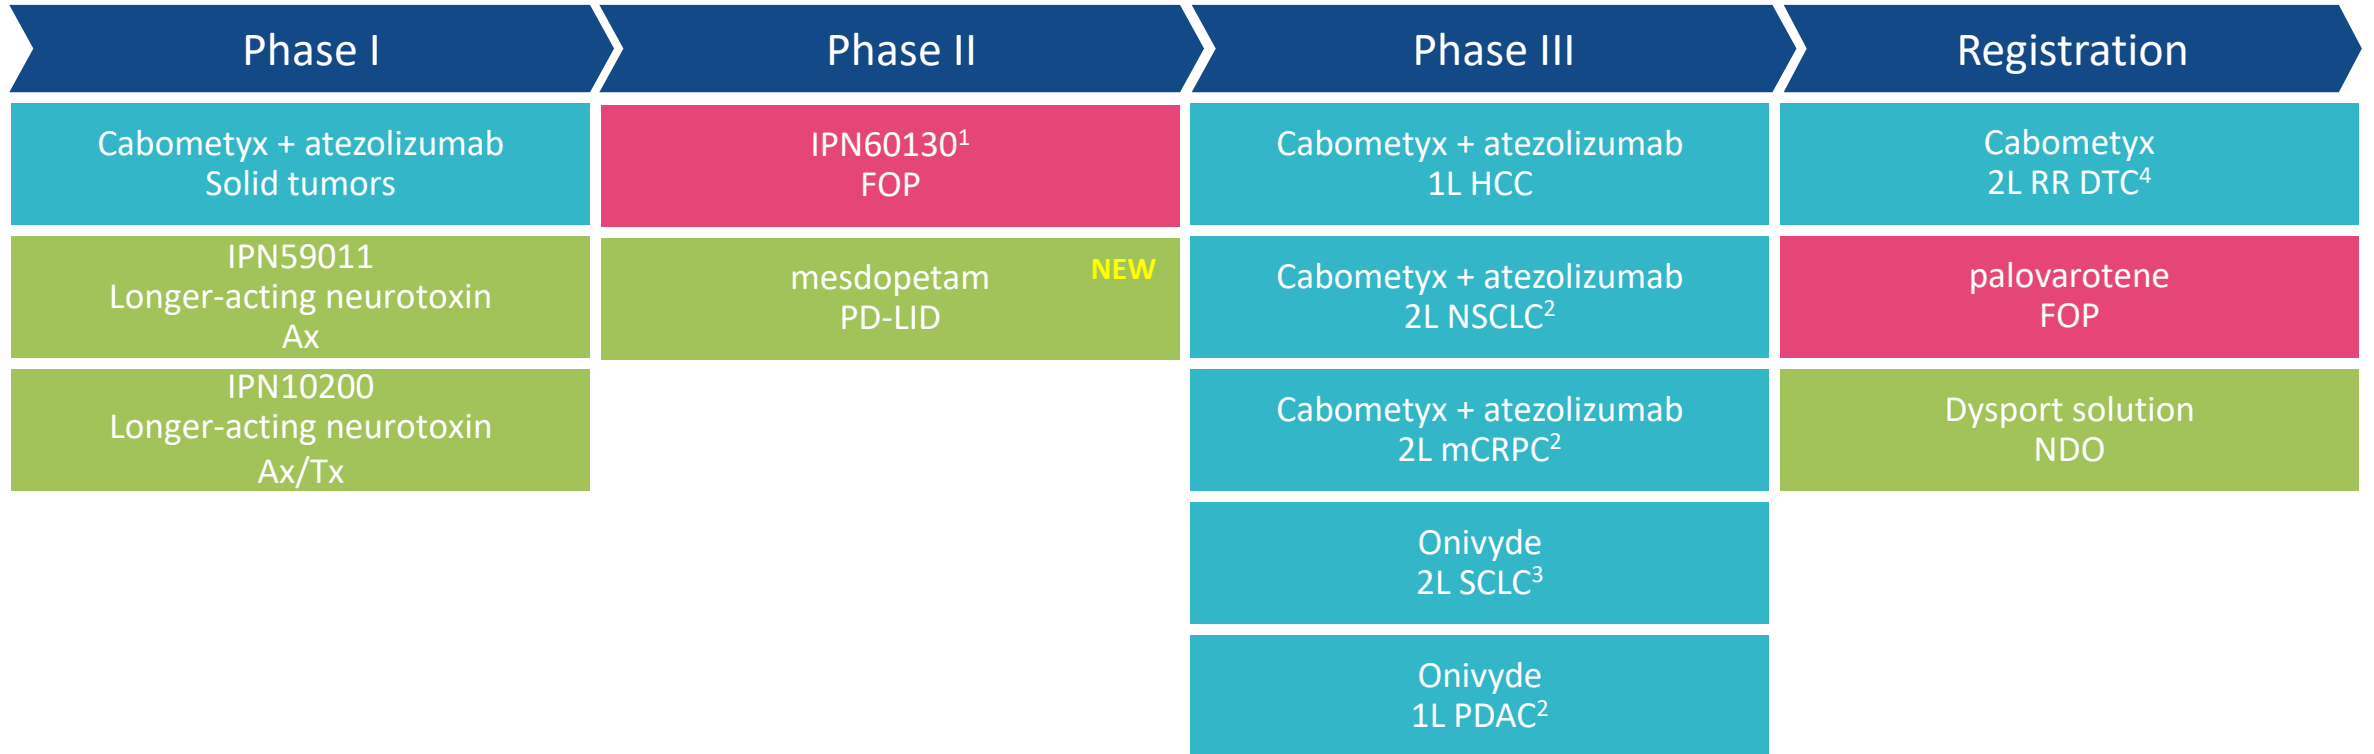 Phase I
Phase II
Phase III
Registration
Cabometyx + atezolizumab
Solid tumors
IPN59011
Longer-acting neurotoxin
Ax
IPN10200
Longer-acting neurotoxin
Ax/Tx
IPN60130¹
FOP
mesdopetam
PD-LID
NEW
Cabometyx + atezolizumab
1L HCC
Cabometyx + atezolizumab
2L NSCLC²
Cabometyx + atezolizumab
2L mCRPC²
Onivyde
2L SCLC³
Onivyde
1L PDAC²
Cabometyx
2L RR DTC⁴
palovarotene
FOP
Dysport solution
NDO